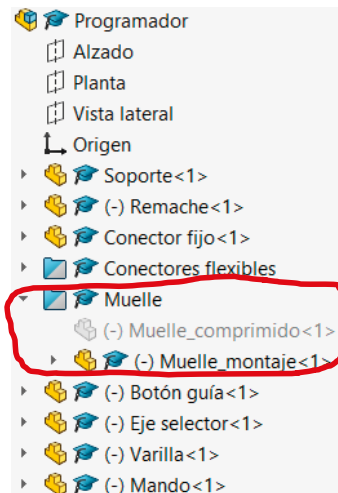 Programador
Alzado
Planta
Vista lateral
Origen
Soporte<1>
(-) Remache<1>
Conector fijo<1>
Conectores flexibles
Muelle
(-) Muelle_comprimido<1>
(-) Muelle_montaje<1>
(-) Botón guía<1>
(-) Eje selector<1>
(-) Varilla<1>
(-) Mando<1>